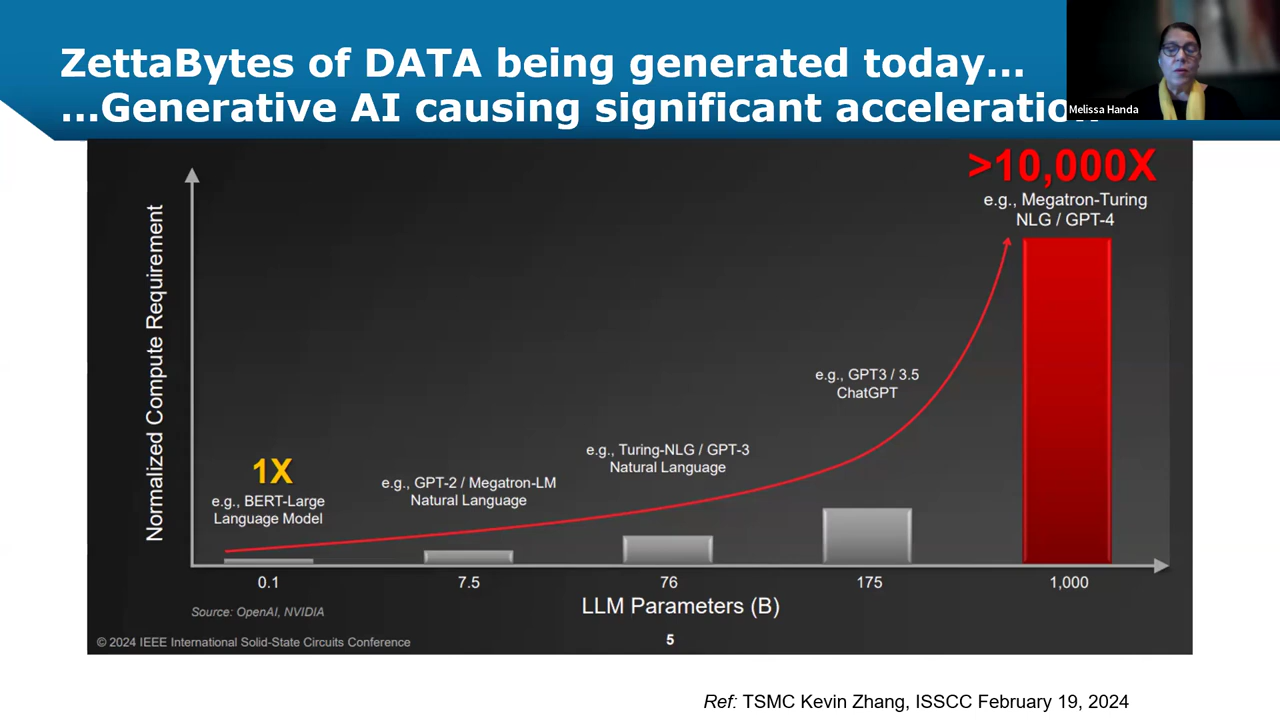 ZettaBytes of DATA being generated today...
...Generative AI causing significant acceleration
Melissa Handa
>10,000X
e.g., Megatron-Turing
NLG / GPT-4
Normalized Compute Requirement
e.g., GPT3 / 3.5
ChatGPT
e.g., Turing-NLG / GPT-3
Natural Language
1X
e.g., BERT-Large
Language Model
e.g., GPT-2 / Megatron-LM
Natural Language
0.1
7.5
76
175
1,000
LLM Parameters (B)
Source: OpenAI, NVIDIA
© 2024 IEEE International Solid-State Circuits Conference
5
Ref: TSMC Kevin Zhang, ISSCC February 19, 2024